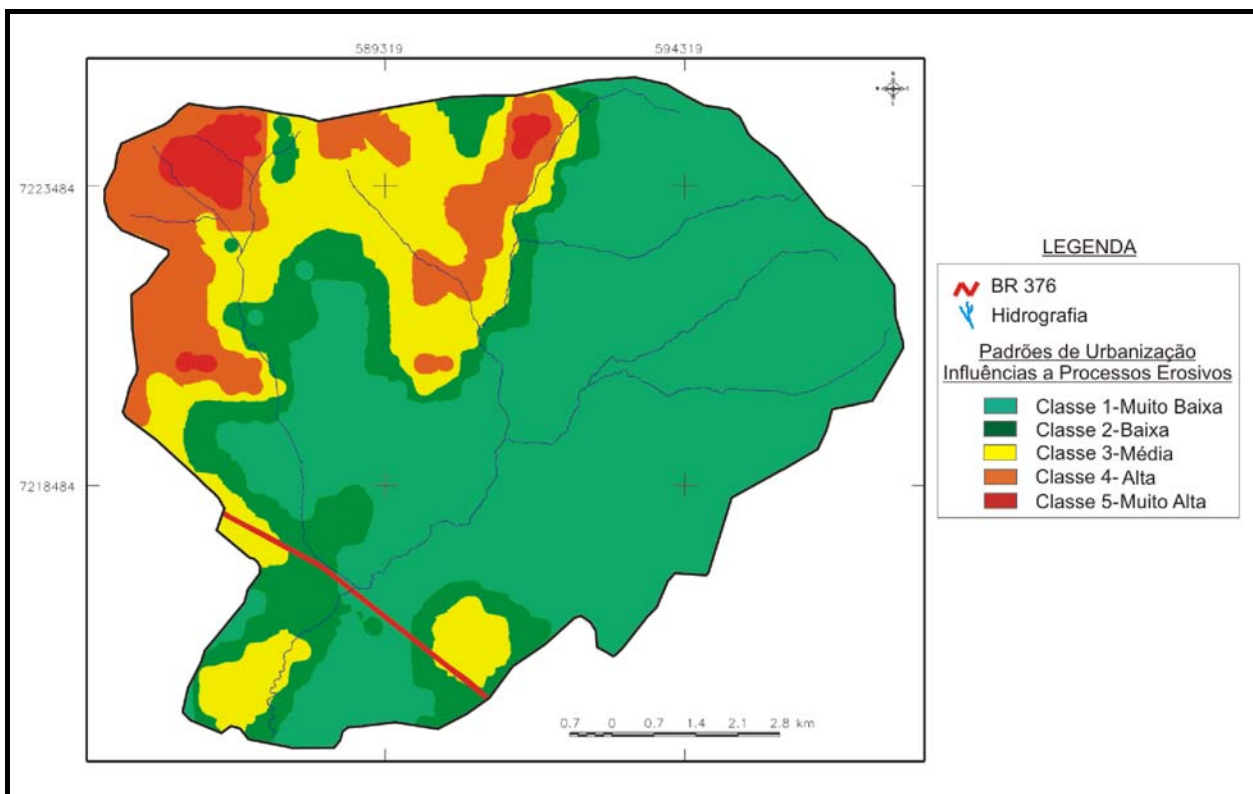 589319
594319
7223484
7218484
LEGENDA
BR 376
Hidrografia
Padrões de Urbanização
Influências a Processos Erosivos
Classe 1-Muito Baixa
Classe 2-Baixa
Classe 3-Média
Classe 4- Alta
Classe 5-Muito Alta
0.7 0 0.7 1.4 2.1 2.8 km